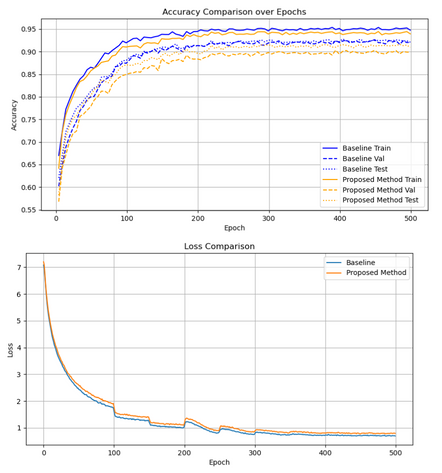 Accuracy Comparison over Epochs
0.95
0.90
0.85
0.80
0.75
0.70
0.65
0.60
0.55
Accuracy
Baseline Train
Baseline Val
Baseline Test
Proposed Method Train
Proposed Method Val
Proposed Method Test
0 100 200 300 400 500
Epoch
Loss Comparison
7
6
5
4
3
2
1
Loss
Baseline
Proposed Method
0 100 200 300 400 500
Epoch